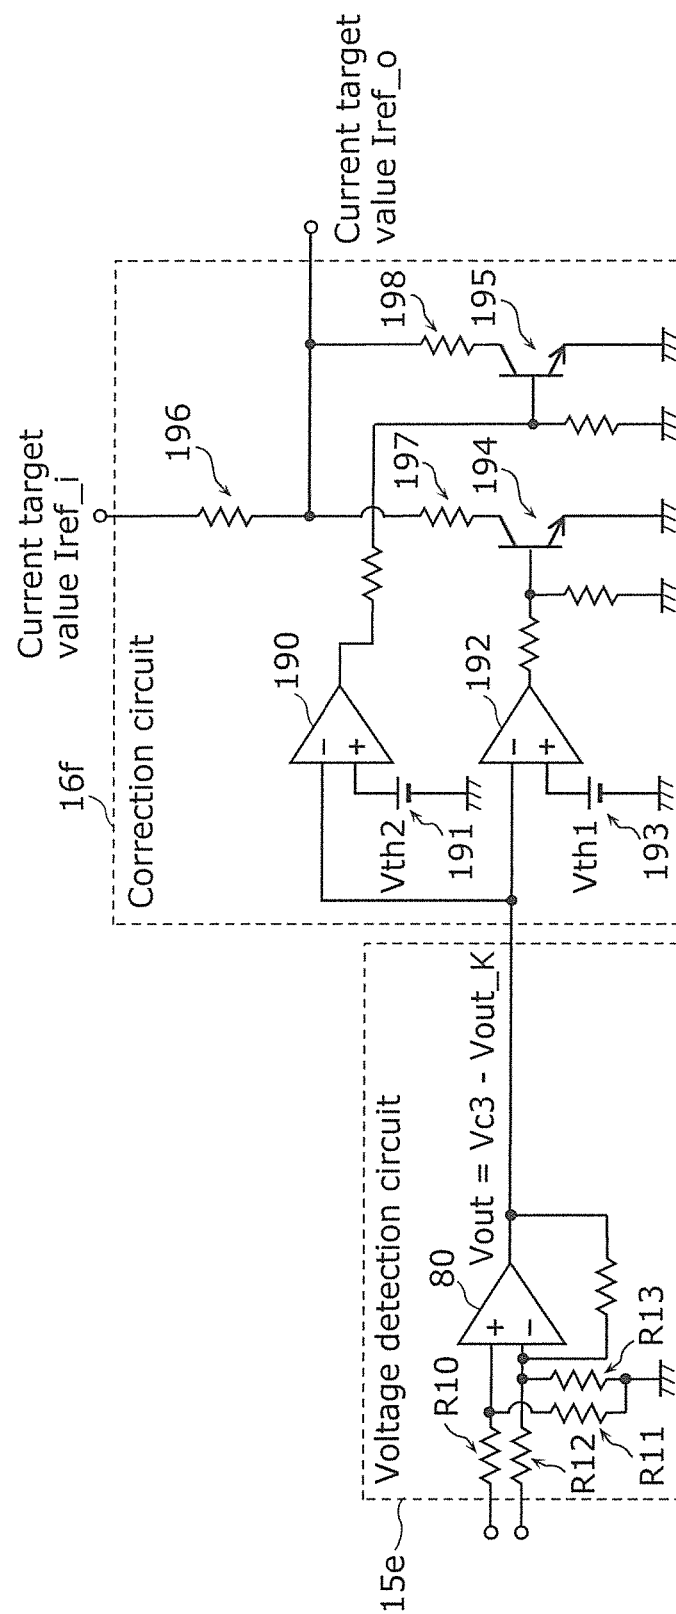 15e
Voltage detection circuit
R10
80
R12
R11
R13
Vout = Vc3 - Vout_K
+
−
16f
Correction circuit
Current target
value Iref_i
196
190
−
+
Vth2
191
192
−
+
Vth1
193
197
194
198
195
Current target
value Iref_o